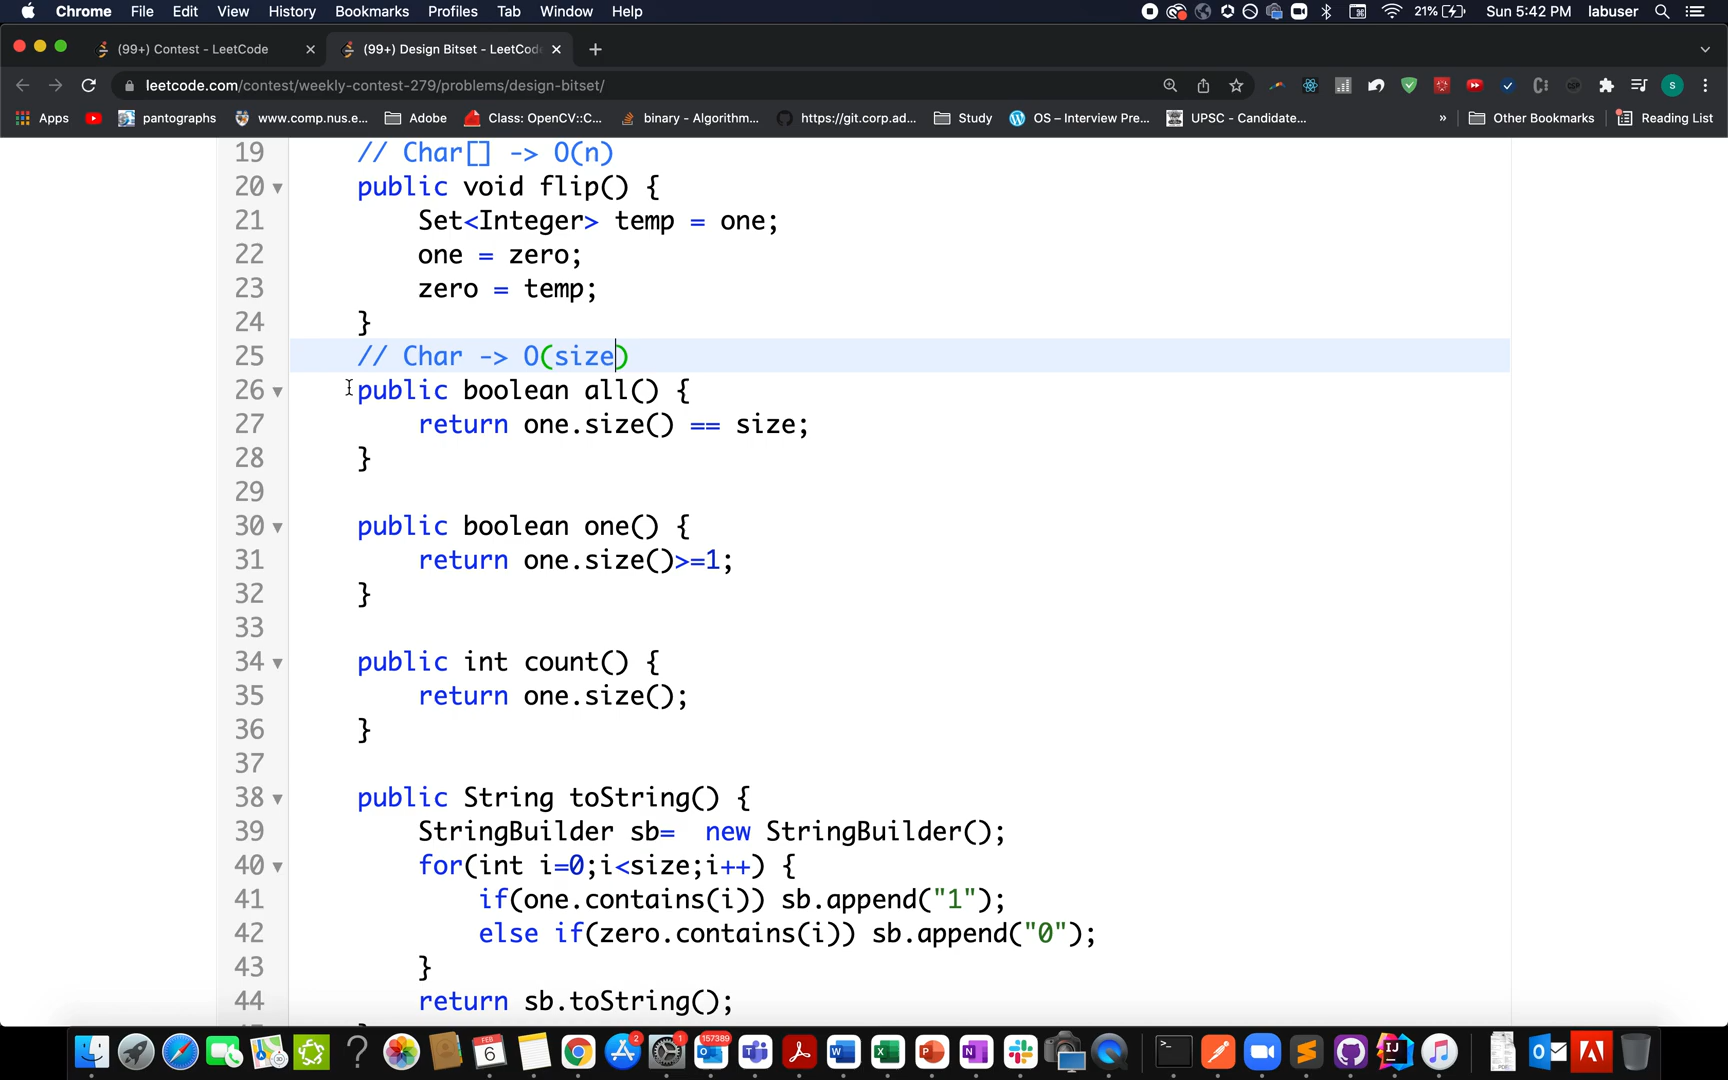 Chrome File Edit View History Bookmarks Profiles Tab Window Help 21% Sun 5:42 PM labuser
(99+) Contest - LeetCode (99+) Design Bitset - LeetCod
leetcode.com/contest/weekly-contest-279/problems/design-bitset/
Apps pantographs www.comp.nus.e... Adobe Class: OpenCV::C... binary - Algorithm... https://git.corp.ad... Study OS – Interview Pre... UPSC - Candidate... » Other Bookmarks Reading List
19 // Char[] -> O(n)
20 public void flip() {
21 Set<Integer> temp = one;
22 one = zero;
23 zero = temp;
24 }
25 // Char -> O(size)
26 public boolean all() {
27 return one.size() == size;
28 }
29
30 public boolean one() {
31 return one.size()>=1;
32 }
33
34 public int count() {
35 return one.size();
36 }
37
38 public String toString() {
39 StringBuilder sb=  new StringBuilder();
40 for(int i=0;i<size;i++) {
41 if(one.contains(i)) sb.append("1");
42 else if(zero.contains(i)) sb.append("0");
43 }
44 return sb.toString();